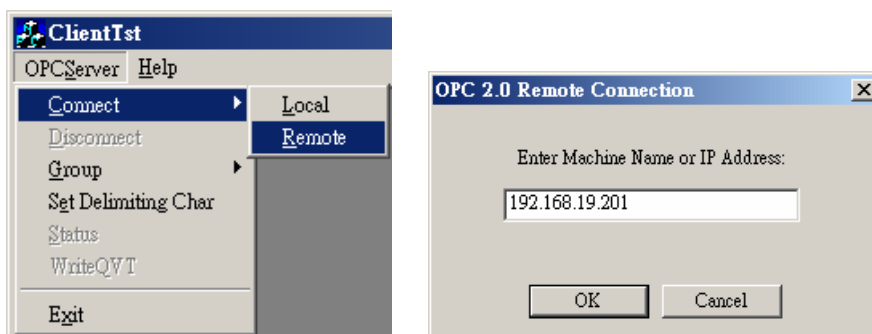 ClientTst
OPCServer Help
Connect
Local
Disconnect
Remote
Group
Set Delimiting Char
Status
WriteQVT
Exit
OPC 2.0 Remote Connection
Enter Machine Name or IP Address:
192.168.19.201
OK Cancel